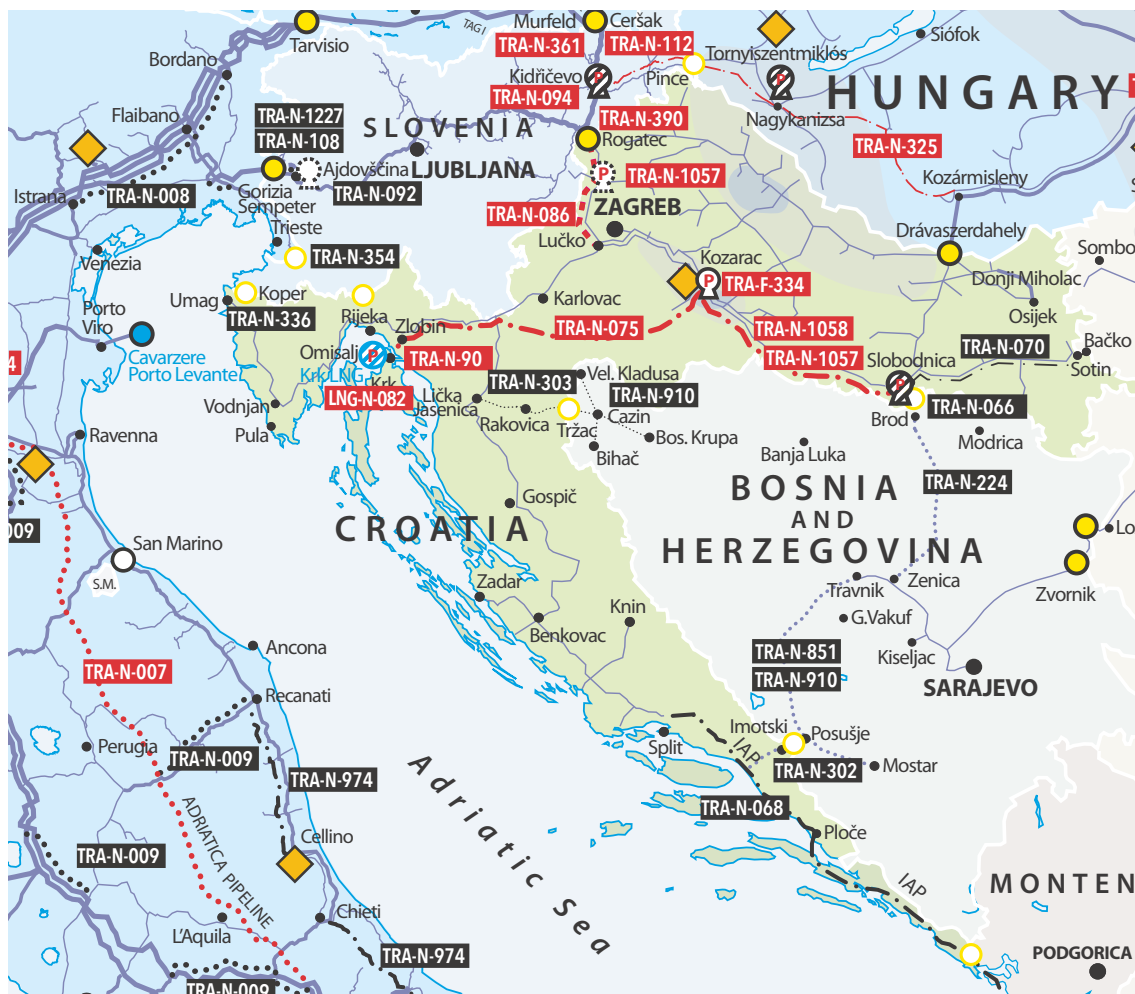 Murfeld
Ceršak
TAG I
Tarvisio
TRA-N-361
TRA-N-112
Tornyiszentmiklós
Siófok
Bordano
Kidričevo
P
Pince
P
HUNGARY
TRA-N-094
Nagykanizsa
Flaibano
TRA-N-1227
TRA-N-108
SLOVENIA
TRA-N-390
Rogatec
TRA-N-325
Ajdovščina
LJUBLJANA
P
TRA-N-1057
Kozármisleny
Istrana
TRA-N-008
Gorizia
Sempeter
TRA-N-092
TRA-N-086
ZAGREB
Trieste
Lučko
Drávaszerdahely
Sombo
Venezia
TRA-N-354
Kozarac
P
TRA-F-334
Donji Miholac
Umag
Koper
Karlovac
Osijek
Porto
Viro
TRA-N-336
Rijeka
Zlobin
TRA-N-075
TRA-N-1058
TRA-N-070
Bačko
Cavarzere
Porto Levante
Omisalj
P
TRA-N-90
TRA-N-1057
Slobodnica
Sotin
4
Krk LNG
Krk
TRA-N-303
Vel. Kladusa
P
LNG-N-082
Lička
Jasenica
TRA-N-910
TRA-N-066
Vodnjan
Rakovica
Tržac
Cazin
Brod
Ravenna
Pula
Bos. Krupa
Modrica
Bihač
Banja Luka
TRA-N-224
BOSNIA
AND
HERZEGOVINA
Gospič
CROATIA
009
Lo
San Marino
S.M.
Zenica
Travnik
Zvornik
Zadar
Knin
G.Vakuf
Benkovac
Ancona
TRA-N-851
Kiseljac
TRA-N-007
TRA-N-910
SARAJEVO
Recanati
Imotski
Posušje
Perugia
Split
IAP
TRA-N-009
Mostar
TRA-N-974
TRA-N-302
Adriatic Sea
TRA-N-068
ADRIATICA PIPELINE
Cellino
Ploče
TRA-N-009
IAP
MONTEN
Chieti
L'Aquila
TRA-N-974
PODGORICA
TRA-N-009